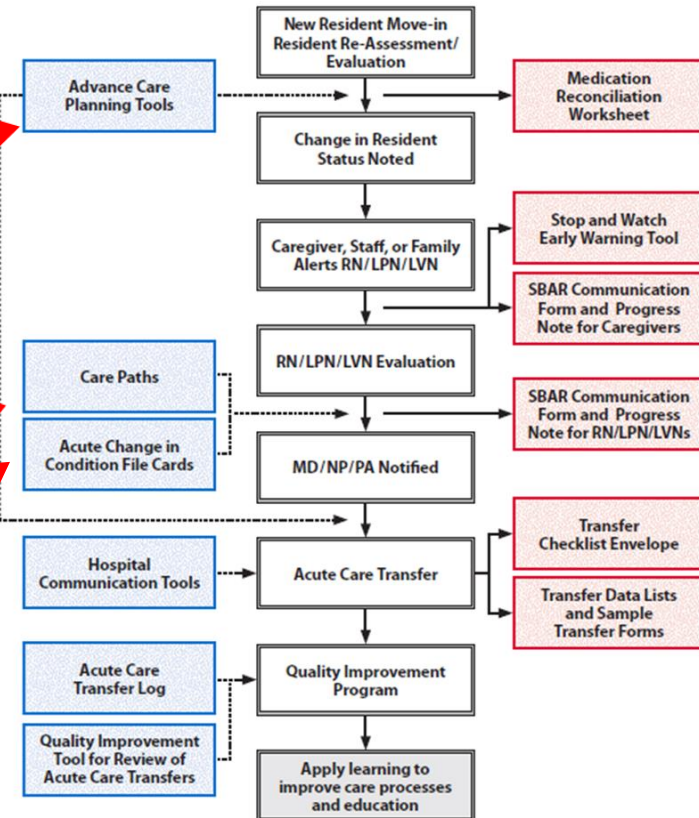 New Resident Move-in
Resident Re-Assessment/
Evaluation
Advance Care
Planning Tools
Medication
Reconciliation
Worksheet
Change in Resident
Status Noted
Caregiver, Staff, or Family
Alerts RN/LPN/LVN
Stop and Watch
Early Warning Tool
SBAR Communication
Form and Progress
Note for Caregivers
RN/LPN/LVN Evaluation
Care Paths
Acute Change in
Condition File Cards
SBAR Communication
Form and Progress
Note for RN/LPN/LVNs
MD/NP/PA Notified
Hospital
Communication Tools
Acute Care Transfer
Transfer
Checklist Envelope
Transfer Data Lists
and Sample
Transfer Forms
Acute Care
Transfer Log
Quality Improvement
Tool for Review of
Acute Care Transfers
Quality Improvement
Program
Apply learning to
improve care processes
and education